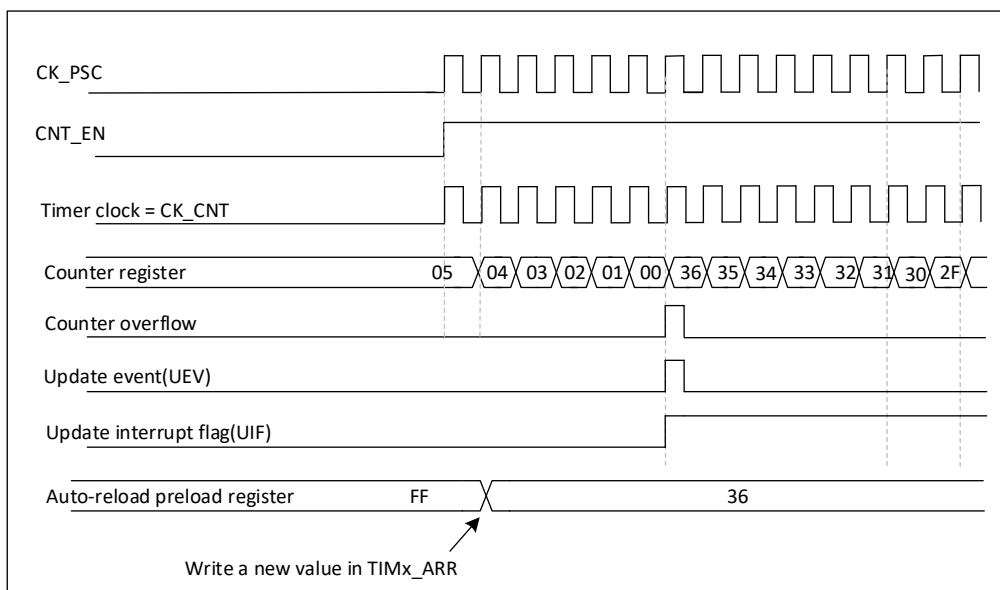 CK_PSC
CNT_EN
Timer clock = CK_CNT
Counter register 05 04 03 02 01 00 36 35 34 33 32 31 30 2F
Counter overflow
Update event(UEV)
Update interrupt flag(UIF)
Auto-reload preload register FF 36
Write a new value in TIMx_ARR